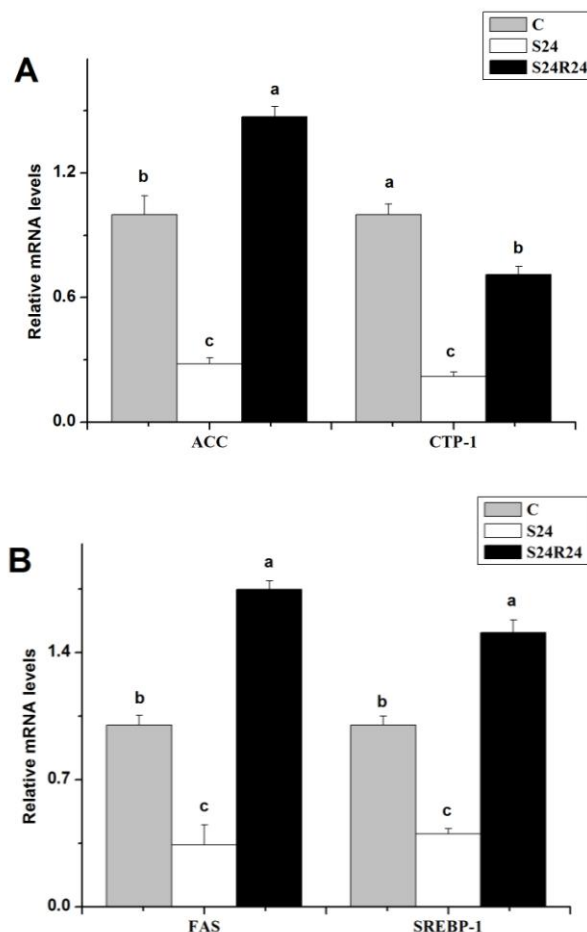 C
S24
S24R24
A
a
b
a
1.2
b
Relative mRNA levels
0.6
c
c
0.0
ACC CTP-1
C
S24
S24R24
B
a
a
1.4
b
b
Relative mRNA levels
0.7
c
c
0.0
FAS SREBP-1